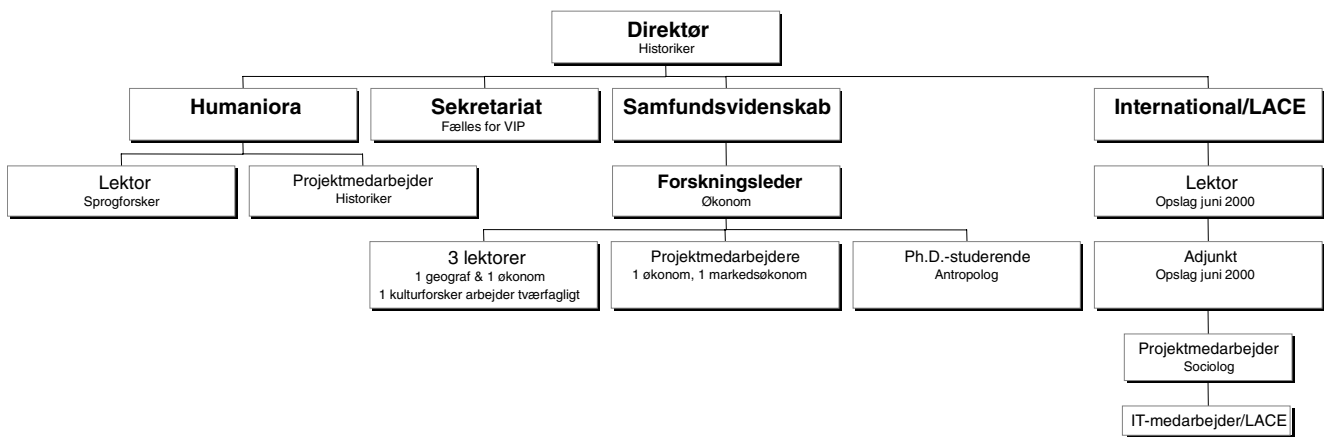 Direktør
Historiker
Humaniora
Sekretariat
Fælles for VIP
Samfundsvidenskab
International/LACE
Lektor
Sprogforsker
Projektmedarbejder
Historiker
Forskningsleder
Økonom
Lektor
Opslag juni 2000
3 lektorer
1 geograf & 1 økonom
1 kulturforsker arbejder tværfagligt
Projektmedarbejdere
1 økonom, 1 markedsøkonom
Ph.D.-studerende
Antropolog
Adjunkt
Opslag juni 2000
Projektmedarbejder
Sociolog
IT-medarbejder/LACE